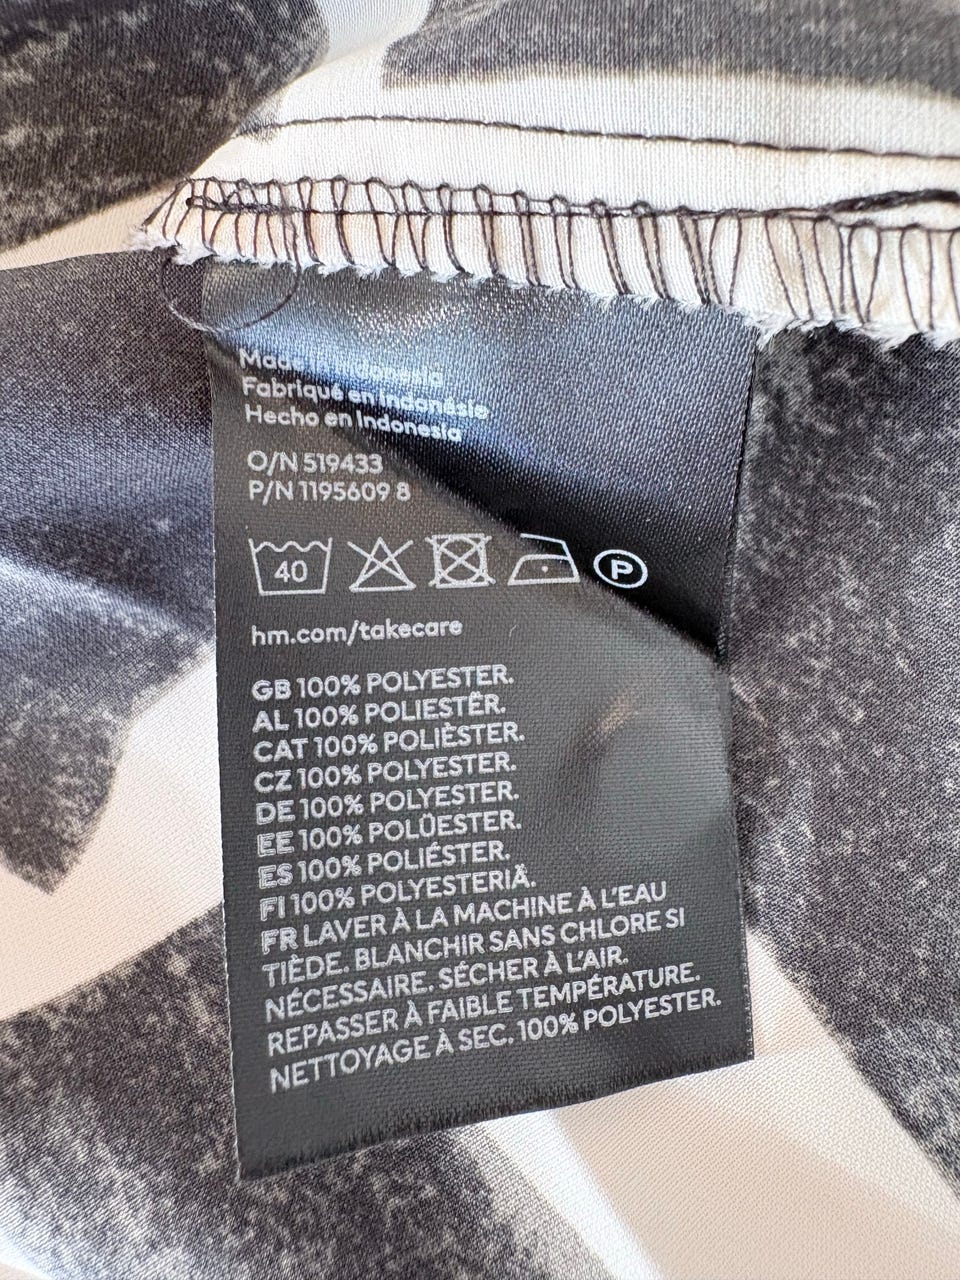 Made in Indonesia
Fabriqué en Indonésie
Hecho en Indonesia
O/N 519433
P/N 1195609 8
40 P
hm.com/takecare
GB 100% POLYESTER.
AL 100% POLIESTËR.
CAT 100% POLIÈSTER.
CZ 100% POLYESTER.
DE 100% POLYESTER.
EE 100% POLÜESTER.
ES 100% POLIÉSTER.
FI 100% POLYESTERIÄ.
FR LAVER À LA MACHINE À L'EAU
TIÈDE. BLANCHIR SANS CHLORE SI
NÉCESSAIRE. SÉCHER À L'AIR.
REPASSER À FAIBLE TEMPÉRATURE.
NETTOYAGE À SEC. 100% POLYESTER.